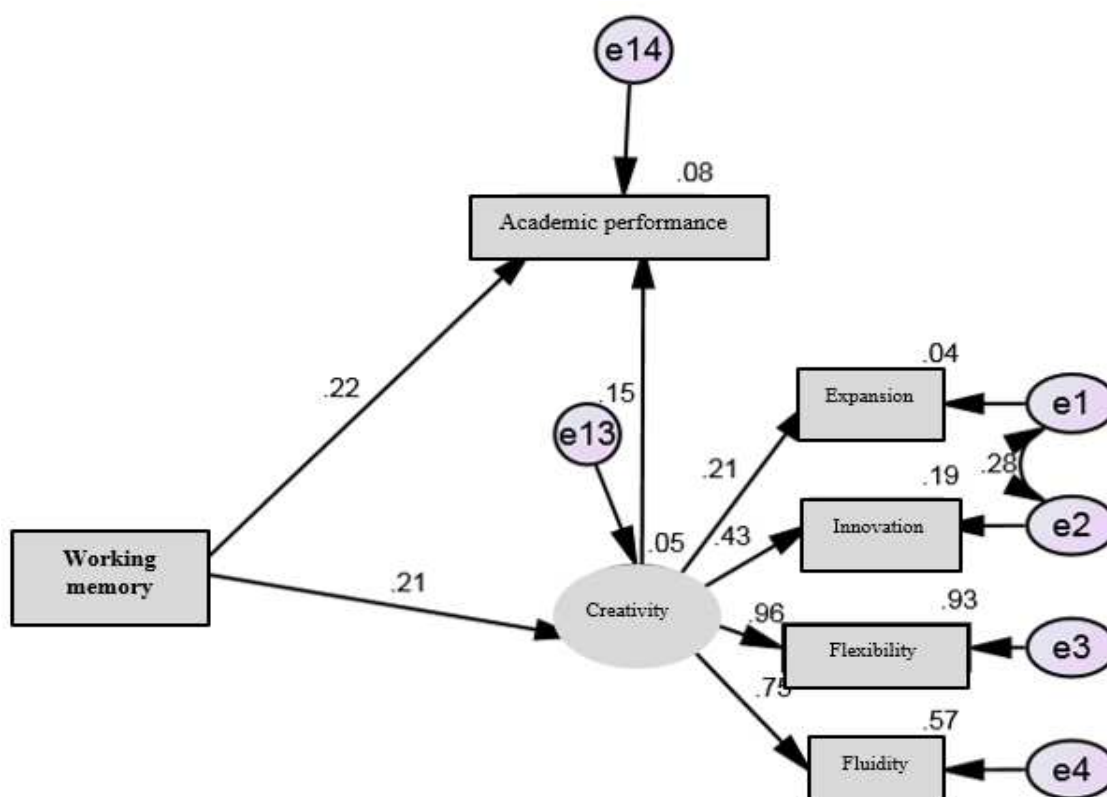 e14
.08
Academic performance
.22
.15
e13
.04
Expansion
e1
.21
.28
.19
Innovation
e2
.43
.05
Working
memory
.21
Creativity
.96
.93
Flexibility
e3
.75
.57
Fluidity
e4